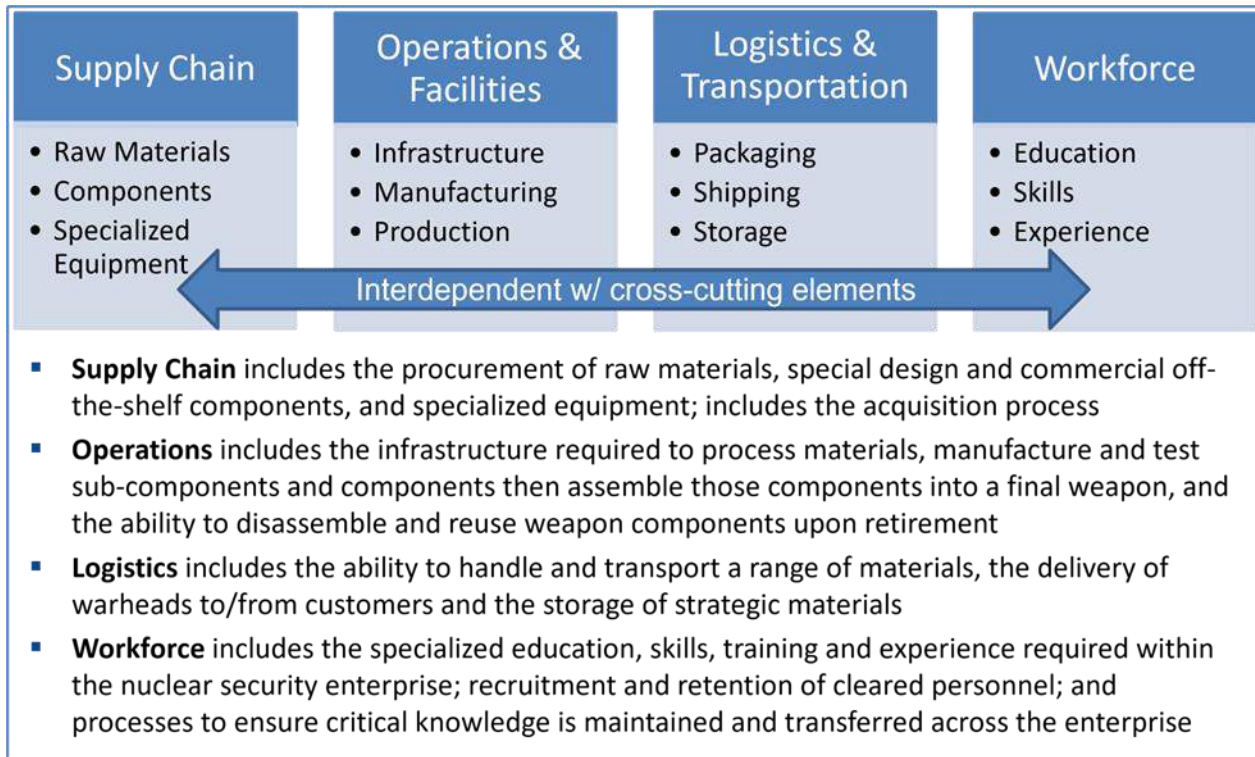 Supply Chain
Operations &
Facilities
Logistics &
Transportation
Workforce
• Raw Materials
• Components
• Specialized
Equipment
• Infrastructure
• Manufacturing
• Production
• Packaging
• Shipping
• Storage
• Education
• Skills
• Experience
Interdependent w/ cross-cutting elements
▪ Supply Chain includes the procurement of raw materials, special design and commercial off-
the-shelf components, and specialized equipment; includes the acquisition process
▪ Operations includes the infrastructure required to process materials, manufacture and test
sub-components and components then assemble those components into a final weapon, and
the ability to disassemble and reuse weapon components upon retirement
▪ Logistics includes the ability to handle and transport a range of materials, the delivery of
warheads to/from customers and the storage of strategic materials
▪ Workforce includes the specialized education, skills, training and experience required within
the nuclear security enterprise; recruitment and retention of cleared personnel; and
processes to ensure critical knowledge is maintained and transferred across the enterprise